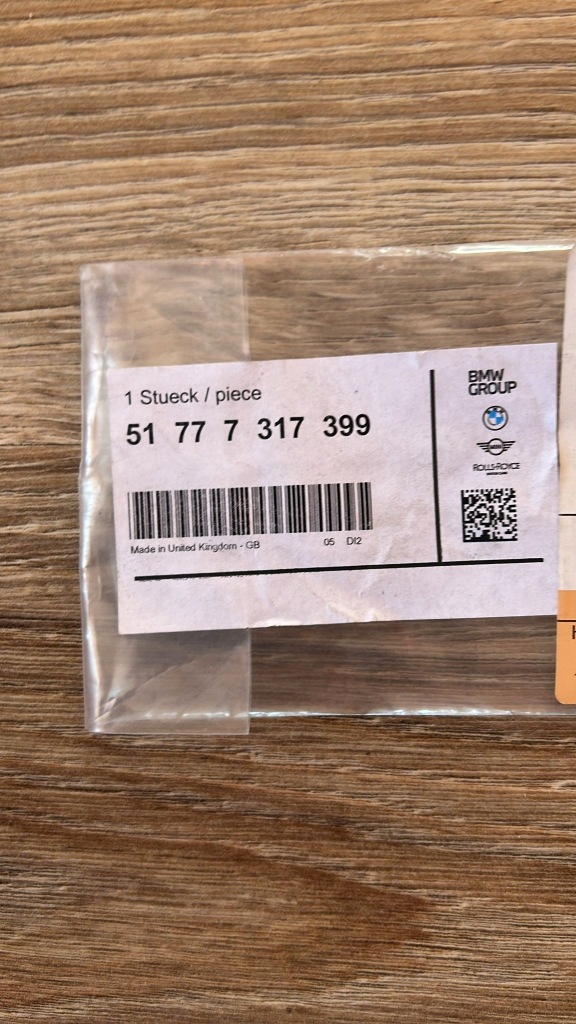 1 Stueck / piece
51 77 7 317 399
Made in United Kingdom - GB 05 DI2
BMW
GROUP
MINI
ROLLS-ROYCE